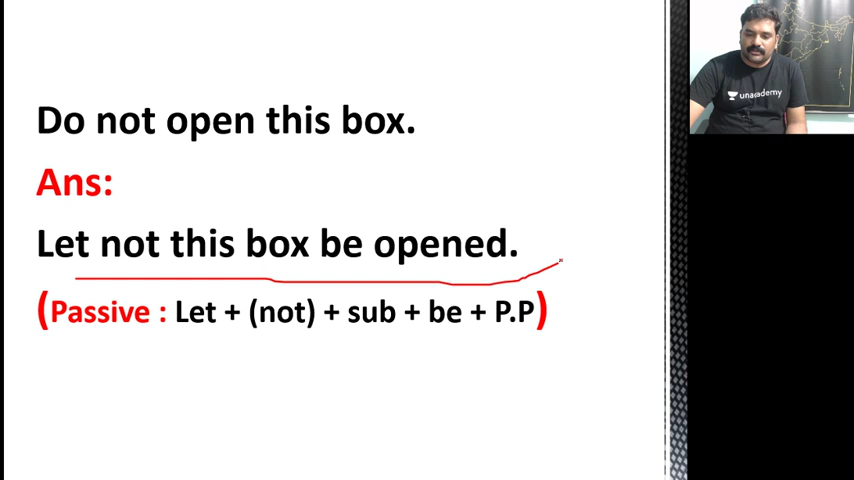 Do not open this box.
Ans:
Let not this box be opened.
(Passive : Let + (not) + sub + be + P.P)
unacademy